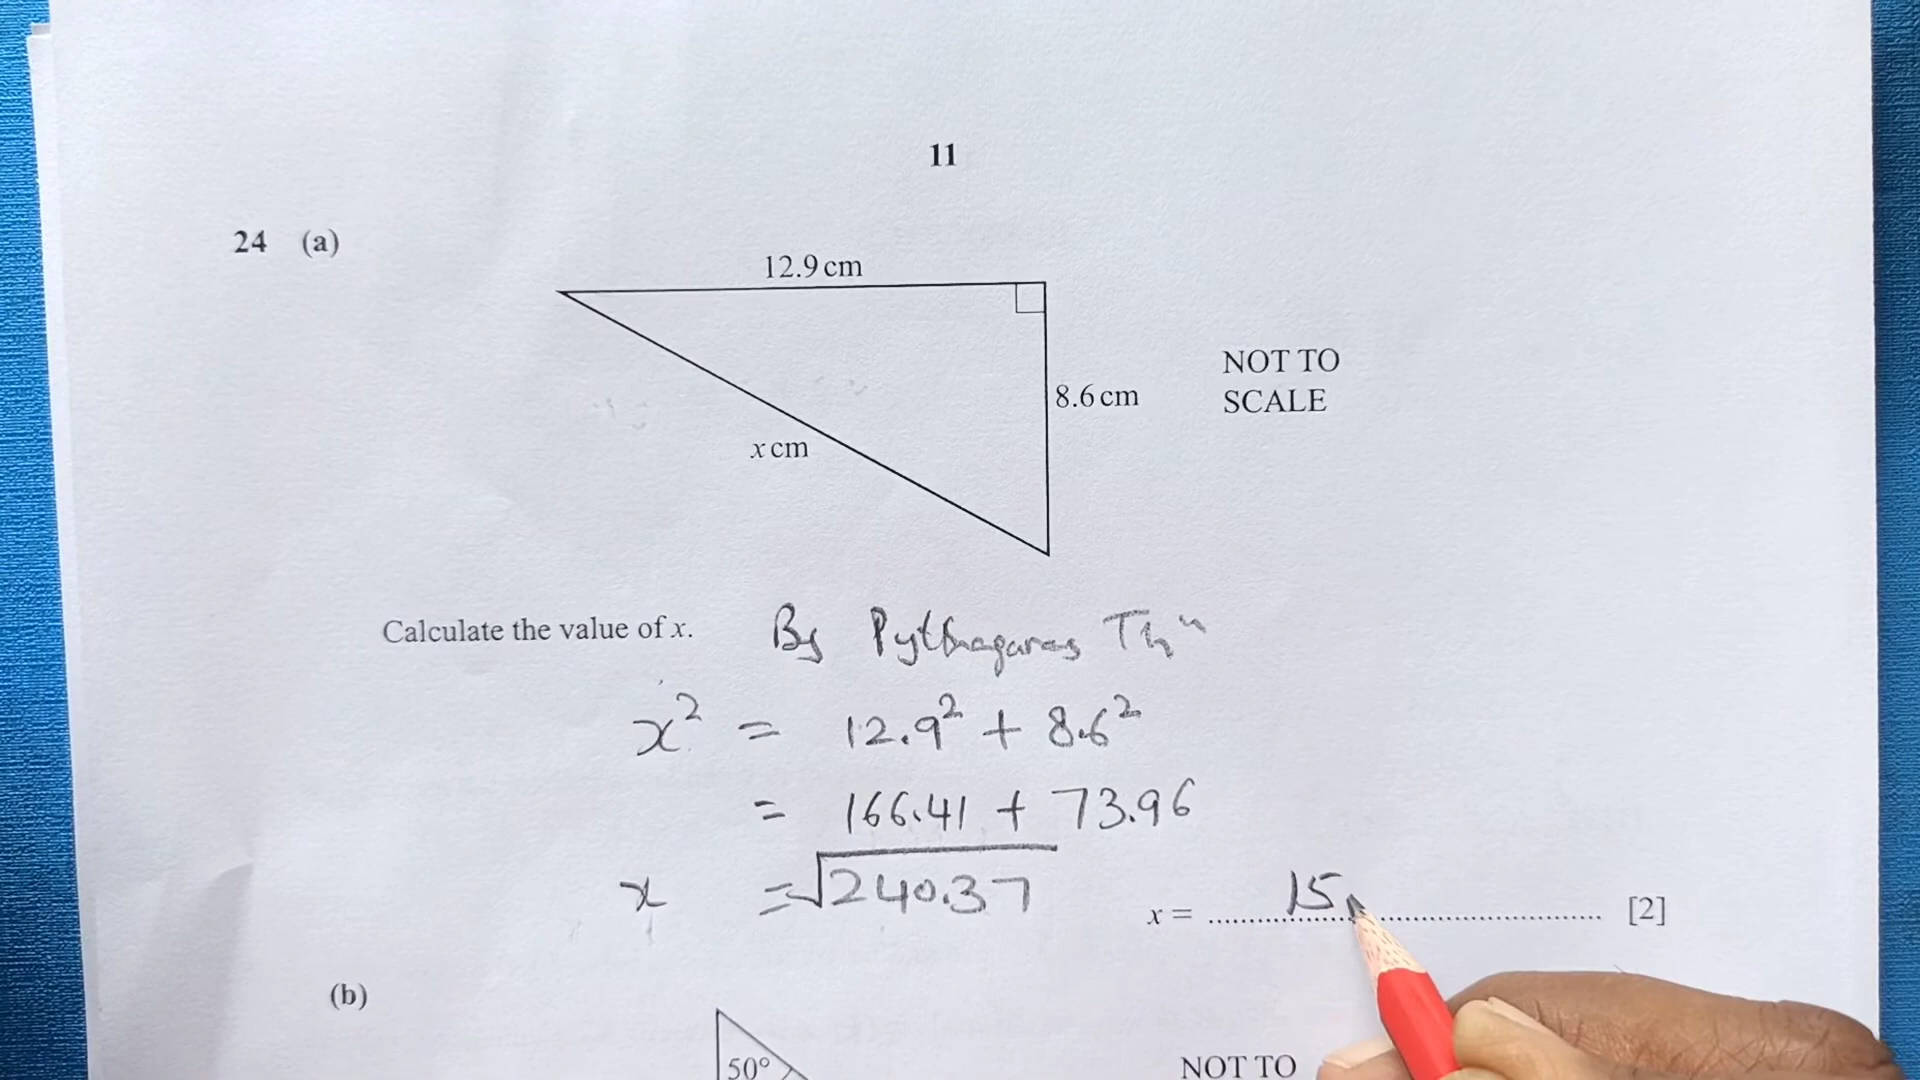 11
24 (a)
12.9 cm
NOT TO
SCALE
8.6 cm
x cm
Calculate the value of x.
By Pythagoras Thm
x² = 12.9² + 8.6²
= 166.41 + 73.96
x = √240.37
x = 15. [2]
(b)
50°
NOT TO